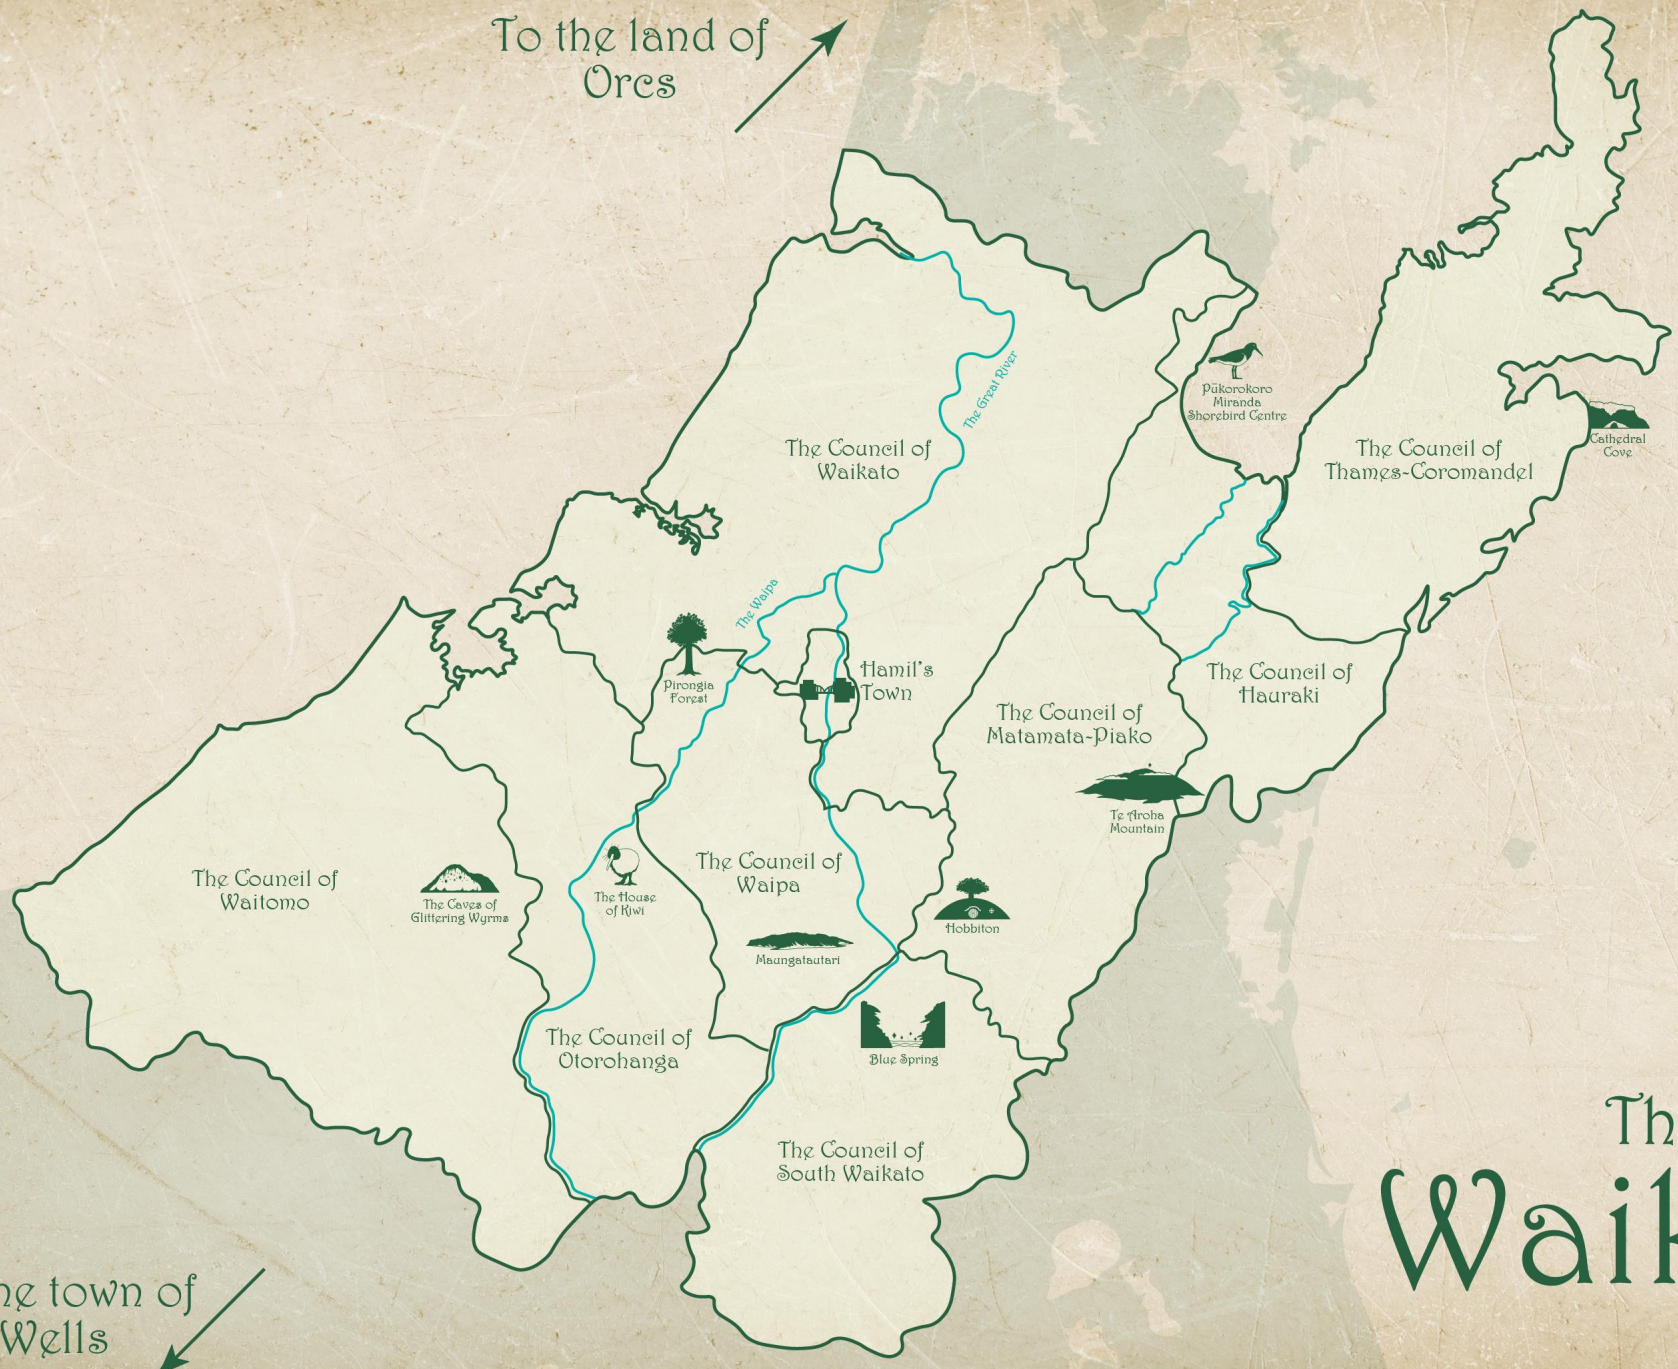 To the land of
Orcs
The Great River
Pūkorokoro
Miranda
Shorebird Centre
The Council of
Waikato
The Council of
Thames-Coromandel
Cathedral
Cove
The Waipa
Pirongia
Forest
Hamil's
Town
The Council of
Hauraki
The Council of
Matamata-Piako
Te Aroha
Mountain
The Council of
Waitomo
The Caves of
Glittering Wyrms
The House
of Kiwi
The Council of
Waipa
Hobbiton
Maungatautari
The Council of
Otorohanga
Blue Spring
The Council of
South Waikato
Th
Waik
he town of
Wells